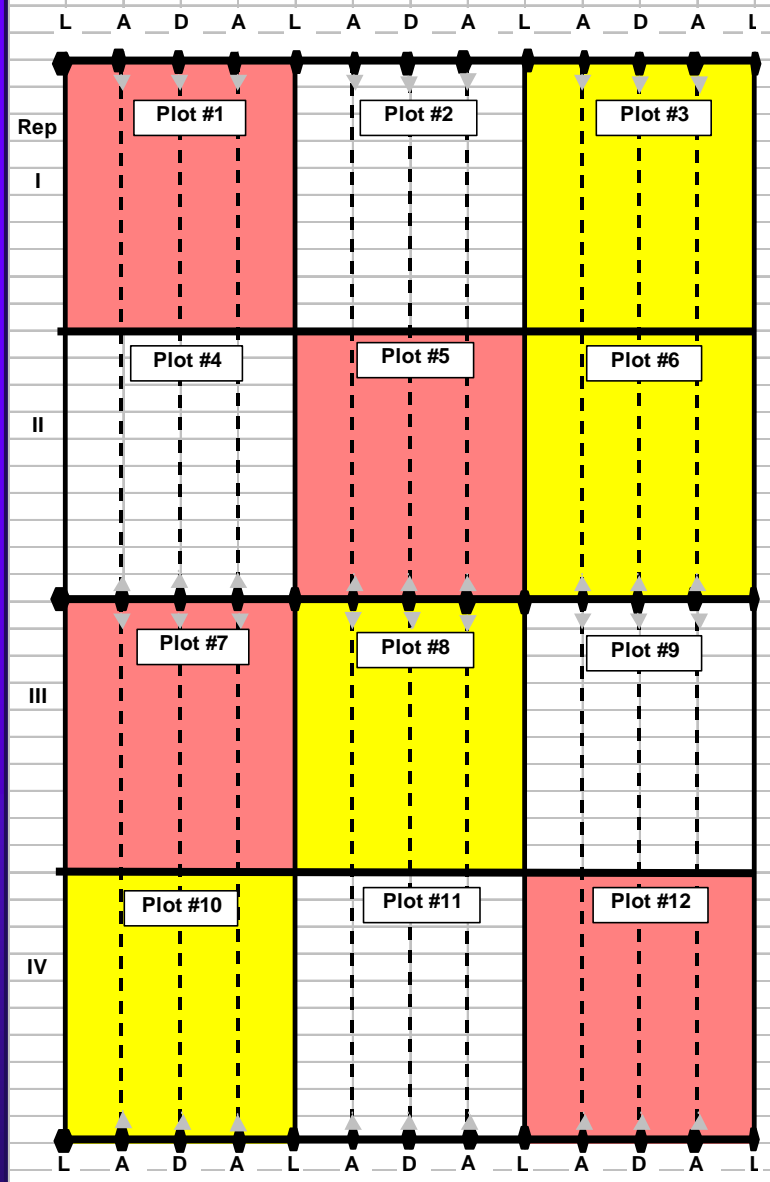 L A D A L A D A L A D A L
Plot #1 Plot #2 Plot #3
Rep
I
Plot #4 Plot #5 Plot #6
II
Plot #7 Plot #8 Plot #9
III
Plot #10 Plot #11 Plot #12
IV
L A D A L A D A L A D A L